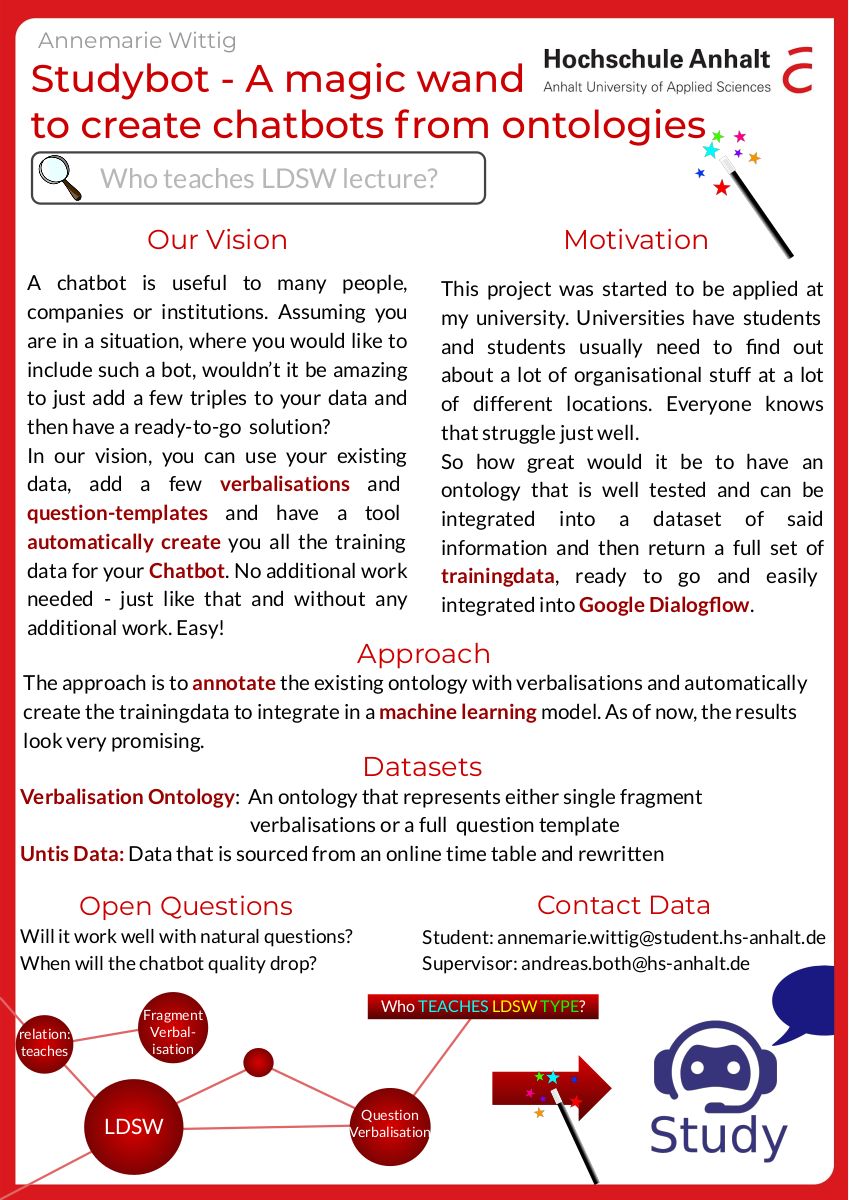 Annemarie Wittig
Studybot - A magic wand
to create chatbots from ontologies
Hochschule Anhalt
Anhalt University of Applied Sciences
Who teaches LDSW lecture?
Our Vision
A chatbot is useful to many people,
companies or institutions. Assuming you
are in a situation, where you would like to
include such a bot, wouldn't it be amazing
to just add a few triples to your data and
then have a ready-to-go solution?
In our vision, you can use your existing
data, add a few verbalisations and
question-templates and have a tool
automatically create you all the training
data for your Chatbot. No additional work
needed - just like that and without any
additional work. Easy!
Motivation
This project was started to be applied at
my university. Universities have students
and students usually need to find out
about a lot of organisational stuff at a lot
of different locations. Everyone knows
that struggle just well.
So how great would it be to have an
ontology that is well tested and can be
integrated into a dataset of said
information and then return a full set of
trainingdata, ready to go and easily
integrated into Google Dialogflow.
Approach
The approach is to annotate the existing ontology with verbalisations and automatically
create the trainingdata to integrate in a machine learning model. As of now, the results
look very promising.
Datasets
Verbalisation Ontology: An ontology that represents either single fragment
verbalisations or a full question template
Untis Data: Data that is sourced from an online time table and rewritten
Open Questions
Will it work well with natural questions?
When will the chatbot quality drop?
Contact Data
Student: annemarie.wittig@student.hs-anhalt.de
Supervisor: andreas.both@hs-anhalt.de
relation:
teaches
Fragment
Verbal-
isation
LDSW
Question
Verbalisation
Who TEACHES LDSW TYPE?
Study